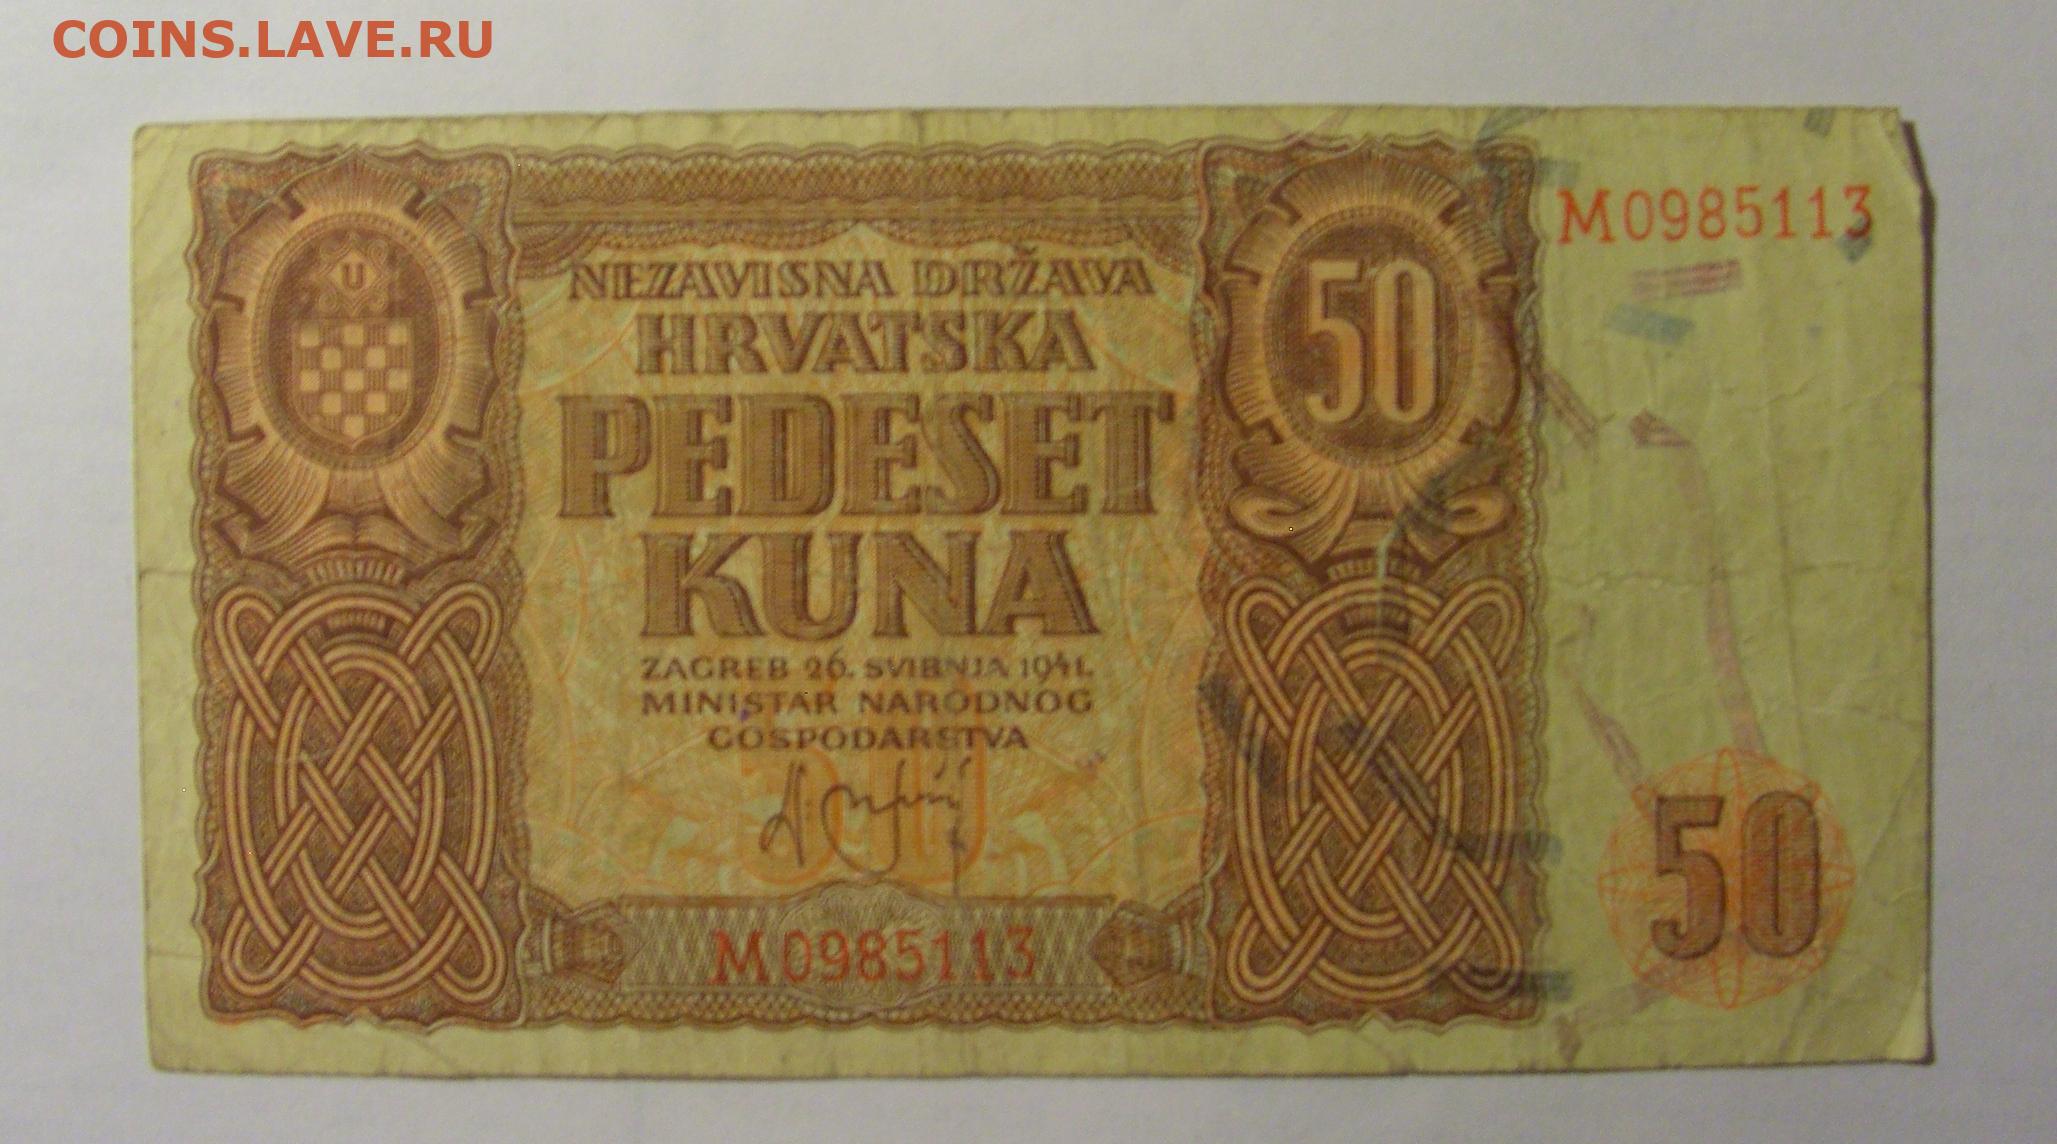 COINS.LAVE.RU
M0985113
U
50
NEZAVISNA DRŽAVA
HRVATSKA
PEDESET
KUNA
ZAGREB 26. SVIBNJA 1941.
MINISTAR NARODNOG
GOSPODARSTVA
50
50
M0985113